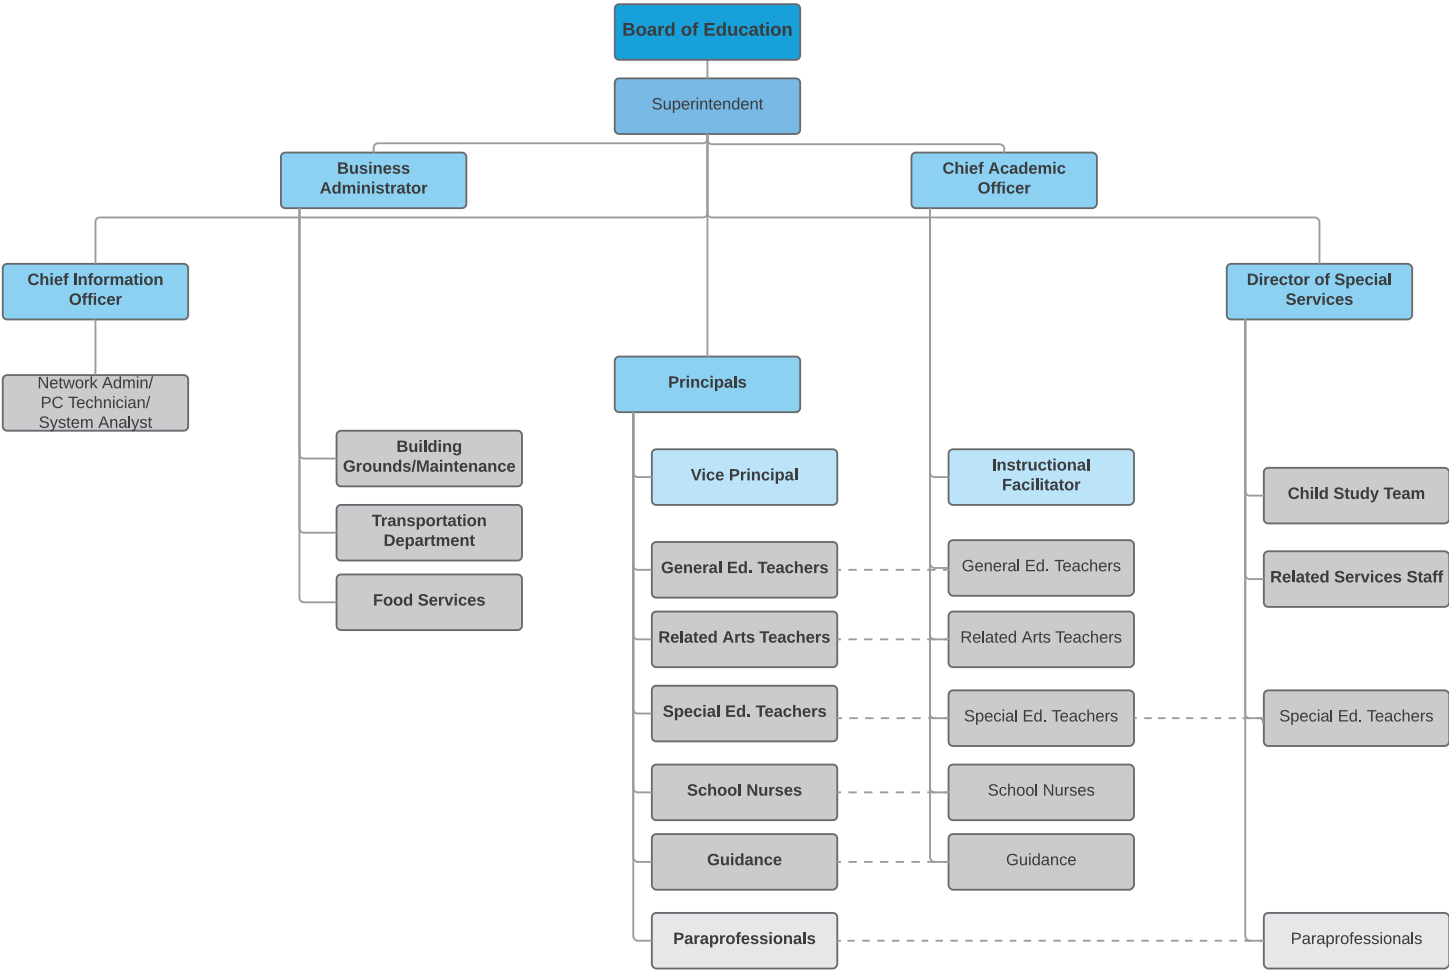 Board of Education
Superintendent
Business
Administrator
Chief Academic
Officer
Chief Information
Officer
Director of Special
Services
Network Admin/
PC Technician/
System Analyst
Principals
Building
Grounds/Maintenance
Transportation
Department
Food Services
Vice Principal
General Ed. Teachers
Related Arts Teachers
Special Ed. Teachers
School Nurses
Guidance
Paraprofessionals
Instructional
Facilitator
General Ed. Teachers
Related Arts Teachers
Special Ed. Teachers
School Nurses
Guidance
Child Study Team
Related Services Staff
Special Ed. Teachers
Paraprofessionals